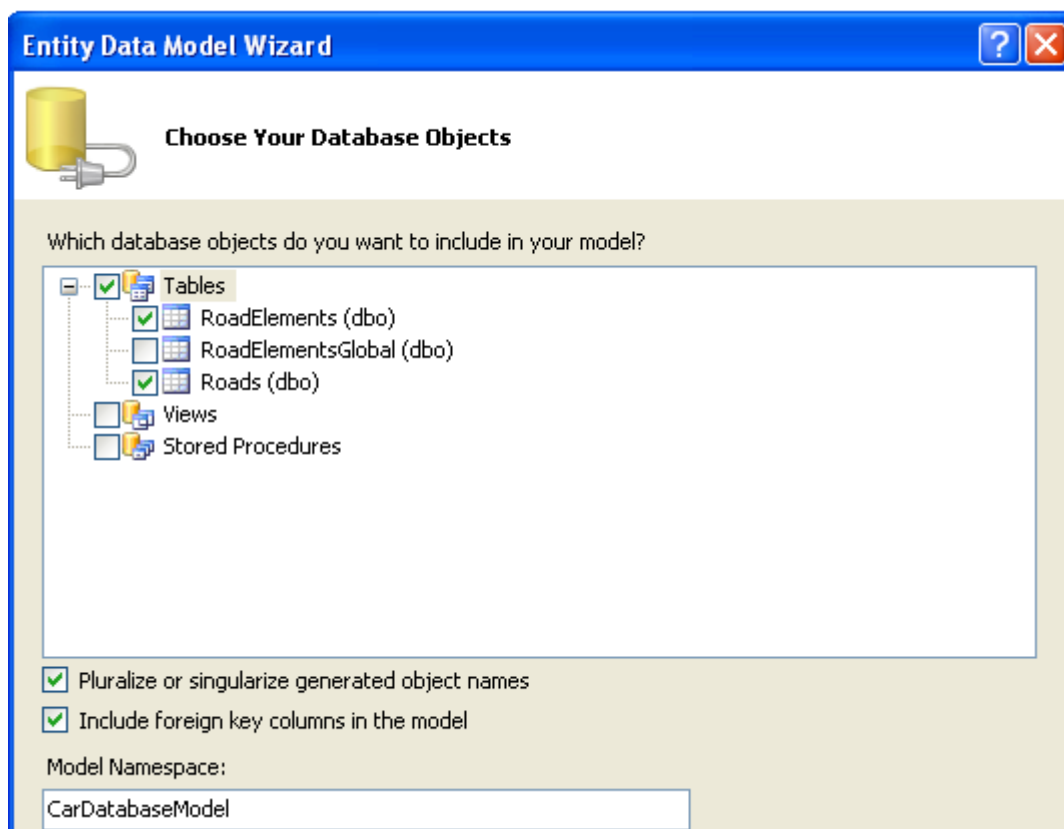 Entity Data Model Wizard
Choose Your Database Objects
Which database objects do you want to include in your model?
Tables
RoadElements (dbo)
RoadElementsGlobal (dbo)
Roads (dbo)
Views
Stored Procedures
Pluralize or singularize generated object names
Include foreign key columns in the model
Model Namespace:
CarDatabaseModel